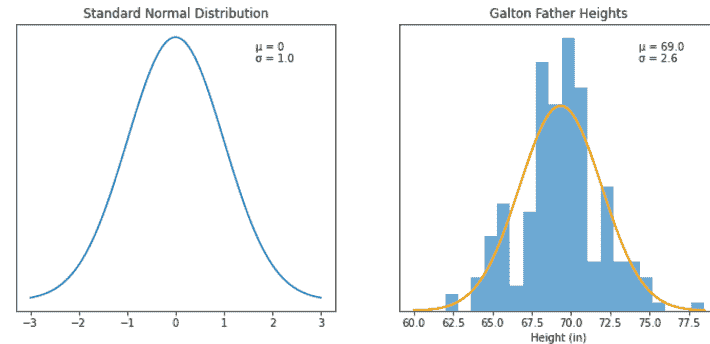 Standard Normal Distribution
μ = 0
σ = 1.0
−3 −2 −1 0 1 2 3
Galton Father Heights
μ = 69.0
σ = 2.6
60.0 62.5 65.0 67.5 70.0 72.5 75.0 77.5
Height (in)